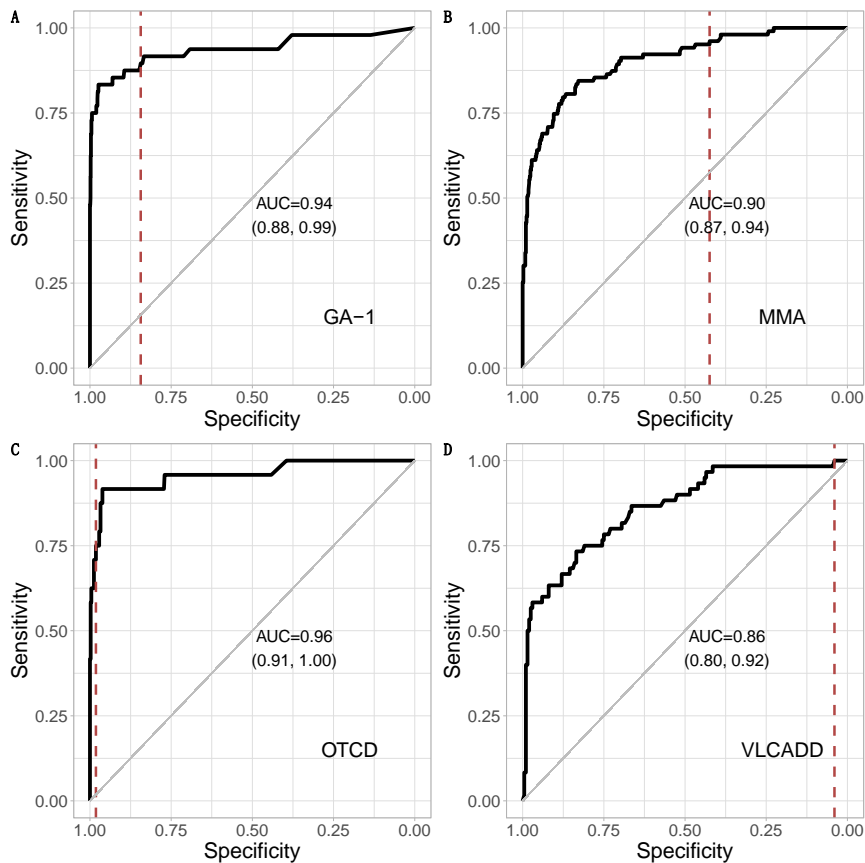 A
1.00
0.75
0.50
0.25
0.00
Sensitivity
AUC=0.94
(0.88, 0.99)
GA−1
1.00 0.75 0.50 0.25 0.00
Specificity
B
1.00
0.75
0.50
0.25
0.00
Sensitivity
AUC=0.90
(0.87, 0.94)
MMA
1.00 0.75 0.50 0.25 0.00
Specificity
C
1.00
0.75
0.50
0.25
0.00
Sensitivity
AUC=0.96
(0.91, 1.00)
OTCD
1.00 0.75 0.50 0.25 0.00
Specificity
D
1.00
0.75
0.50
0.25
0.00
Sensitivity
AUC=0.86
(0.80, 0.92)
VLCADD
1.00 0.75 0.50 0.25 0.00
Specificity